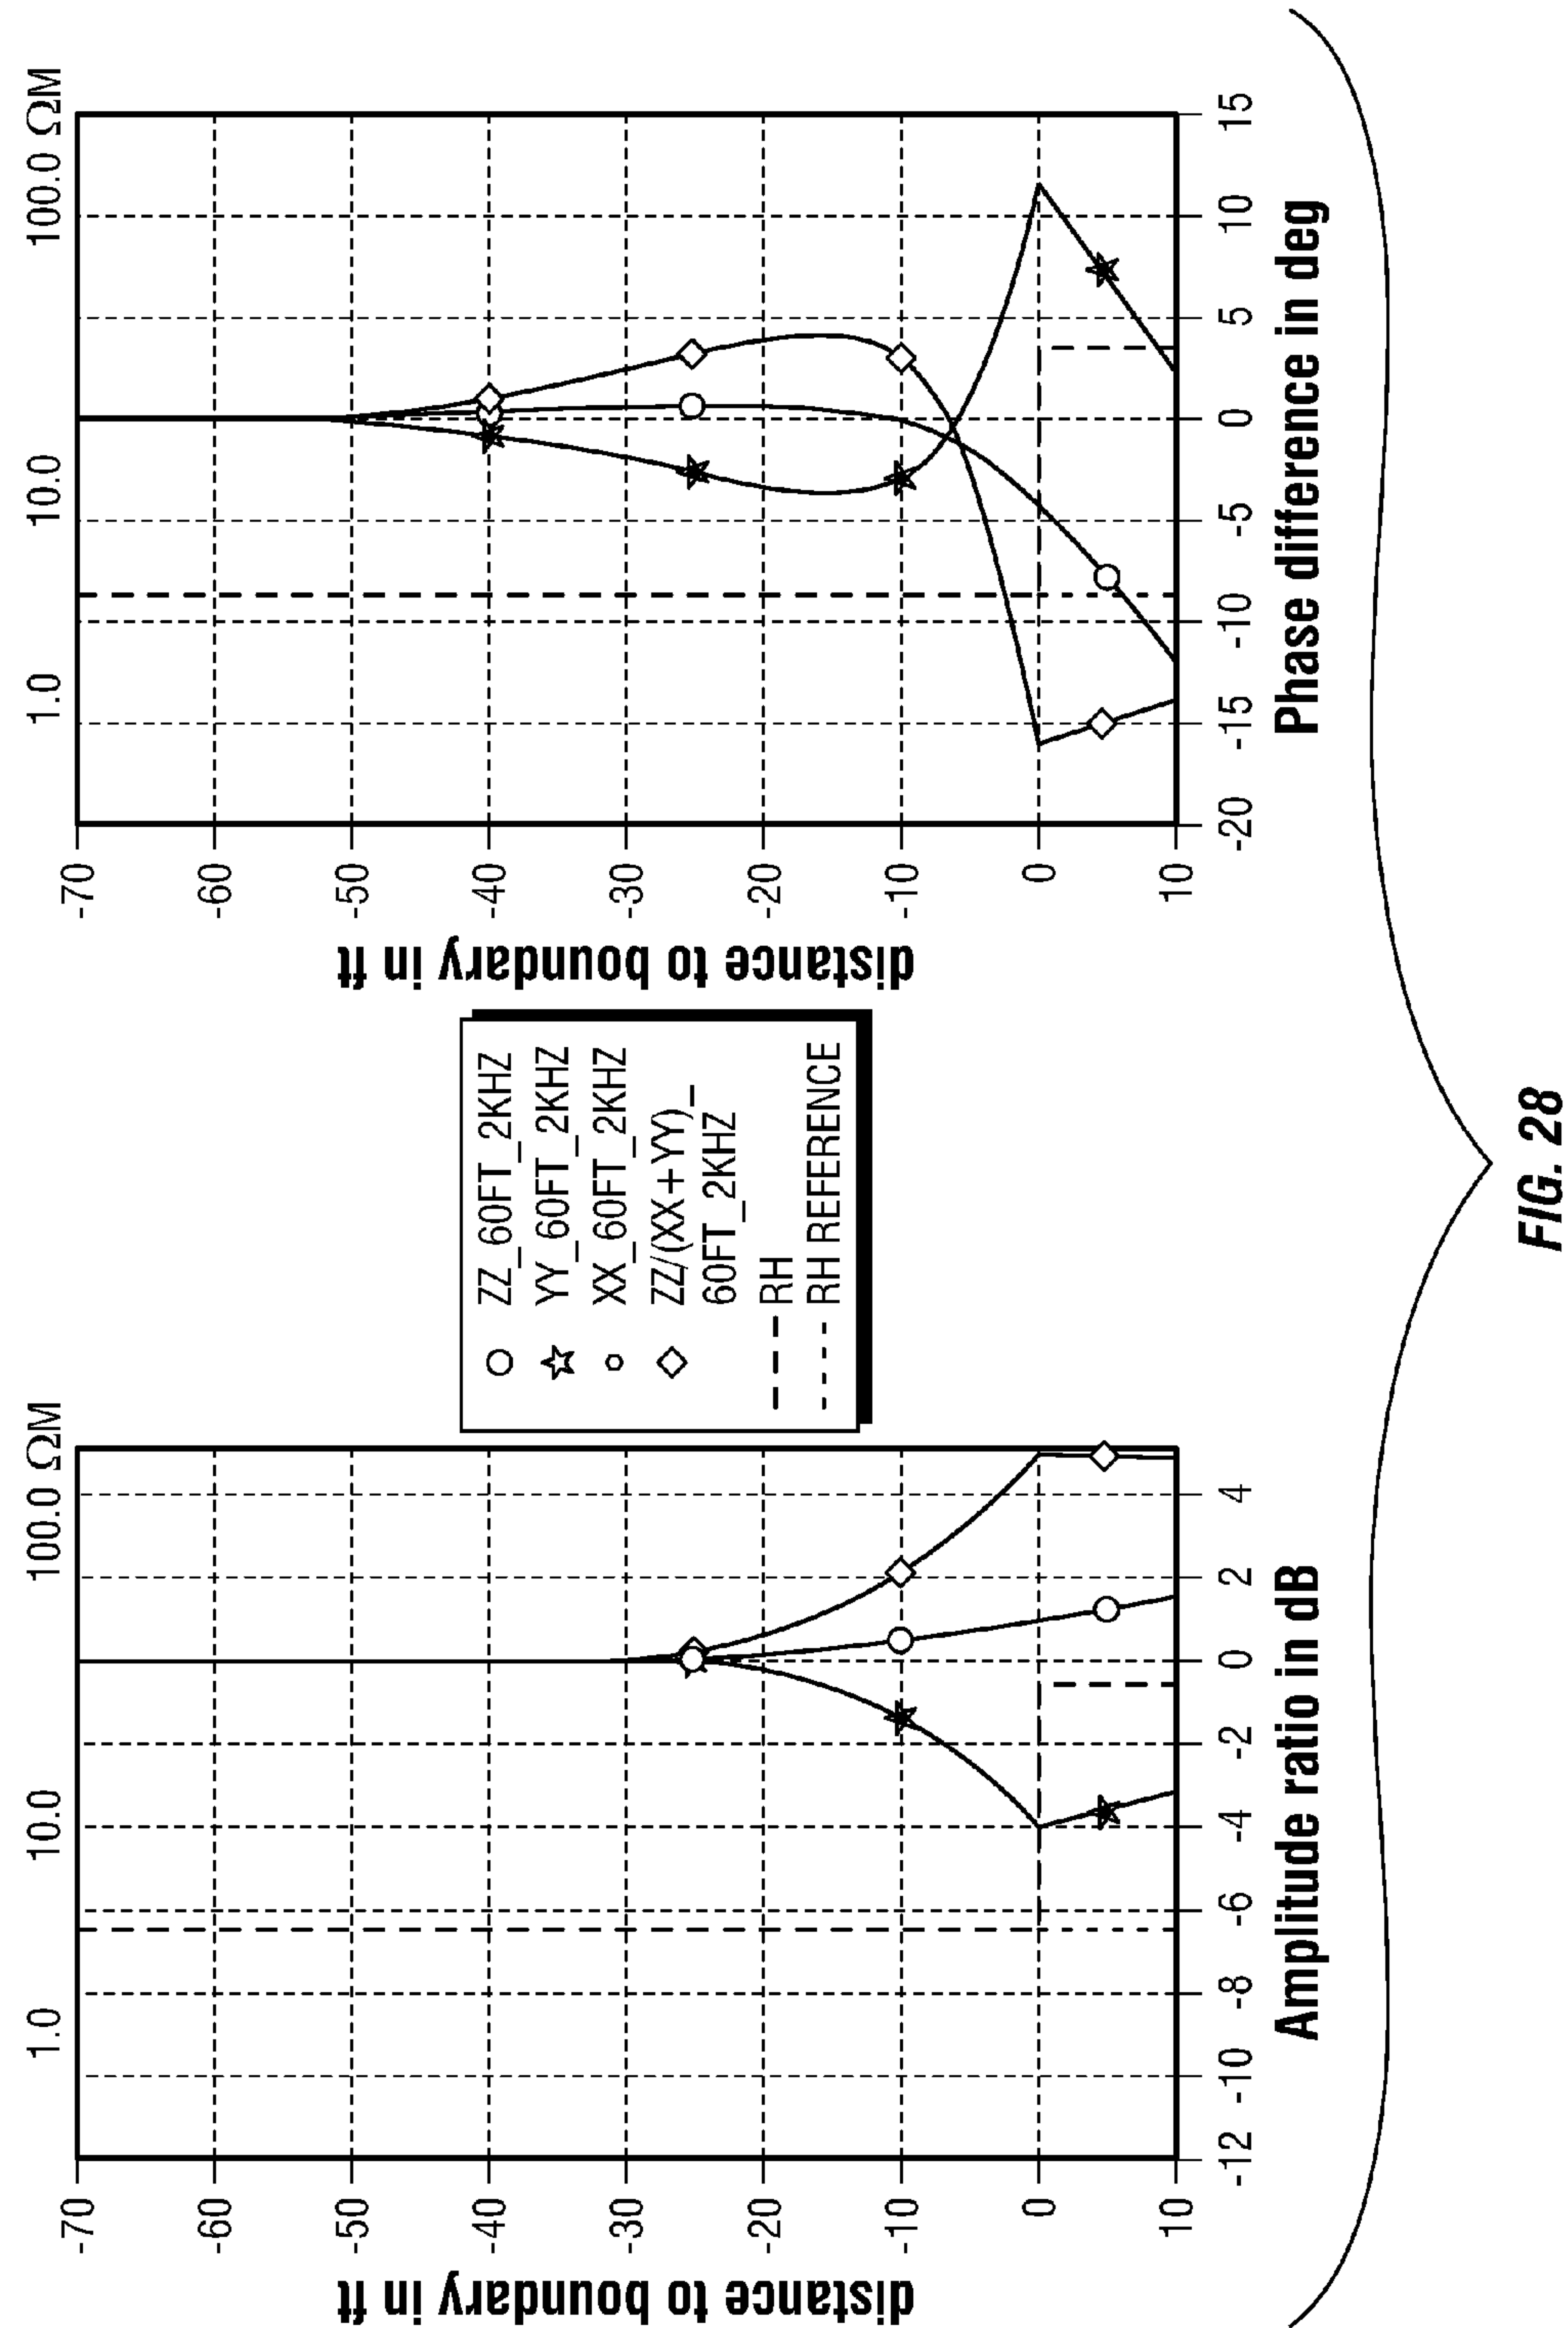 distance to boundary in ft
-70
-60
-50
-40
-30
-20
-10
0
10
1.0 10.0 100.0 ΩM
-12 -10 -8 -6 -4 -2 0 2 4
Amplitude ratio in dB
ZZ_60FT_2KHZ
YY_60FT_2KHZ
XX_60FT_2KHZ
ZZ/(XX+YY)_
60FT_2KHZ
RH
RH REFERENCE
distance to boundary in ft
-70
-60
-50
-40
-30
-20
-10
0
10
1.0 10.0 100.0 ΩM
-20 -15 -10 -5 0 5 10 15
Phase difference in deg
FIG. 28